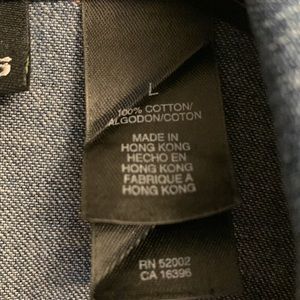 L
100% COTTON/
ALGODON/COTON
MADE IN
HONG KONG
HECHO EN
HONG KONG
FABRIQUE A
HONG KONG
RN 52002
CA 16396